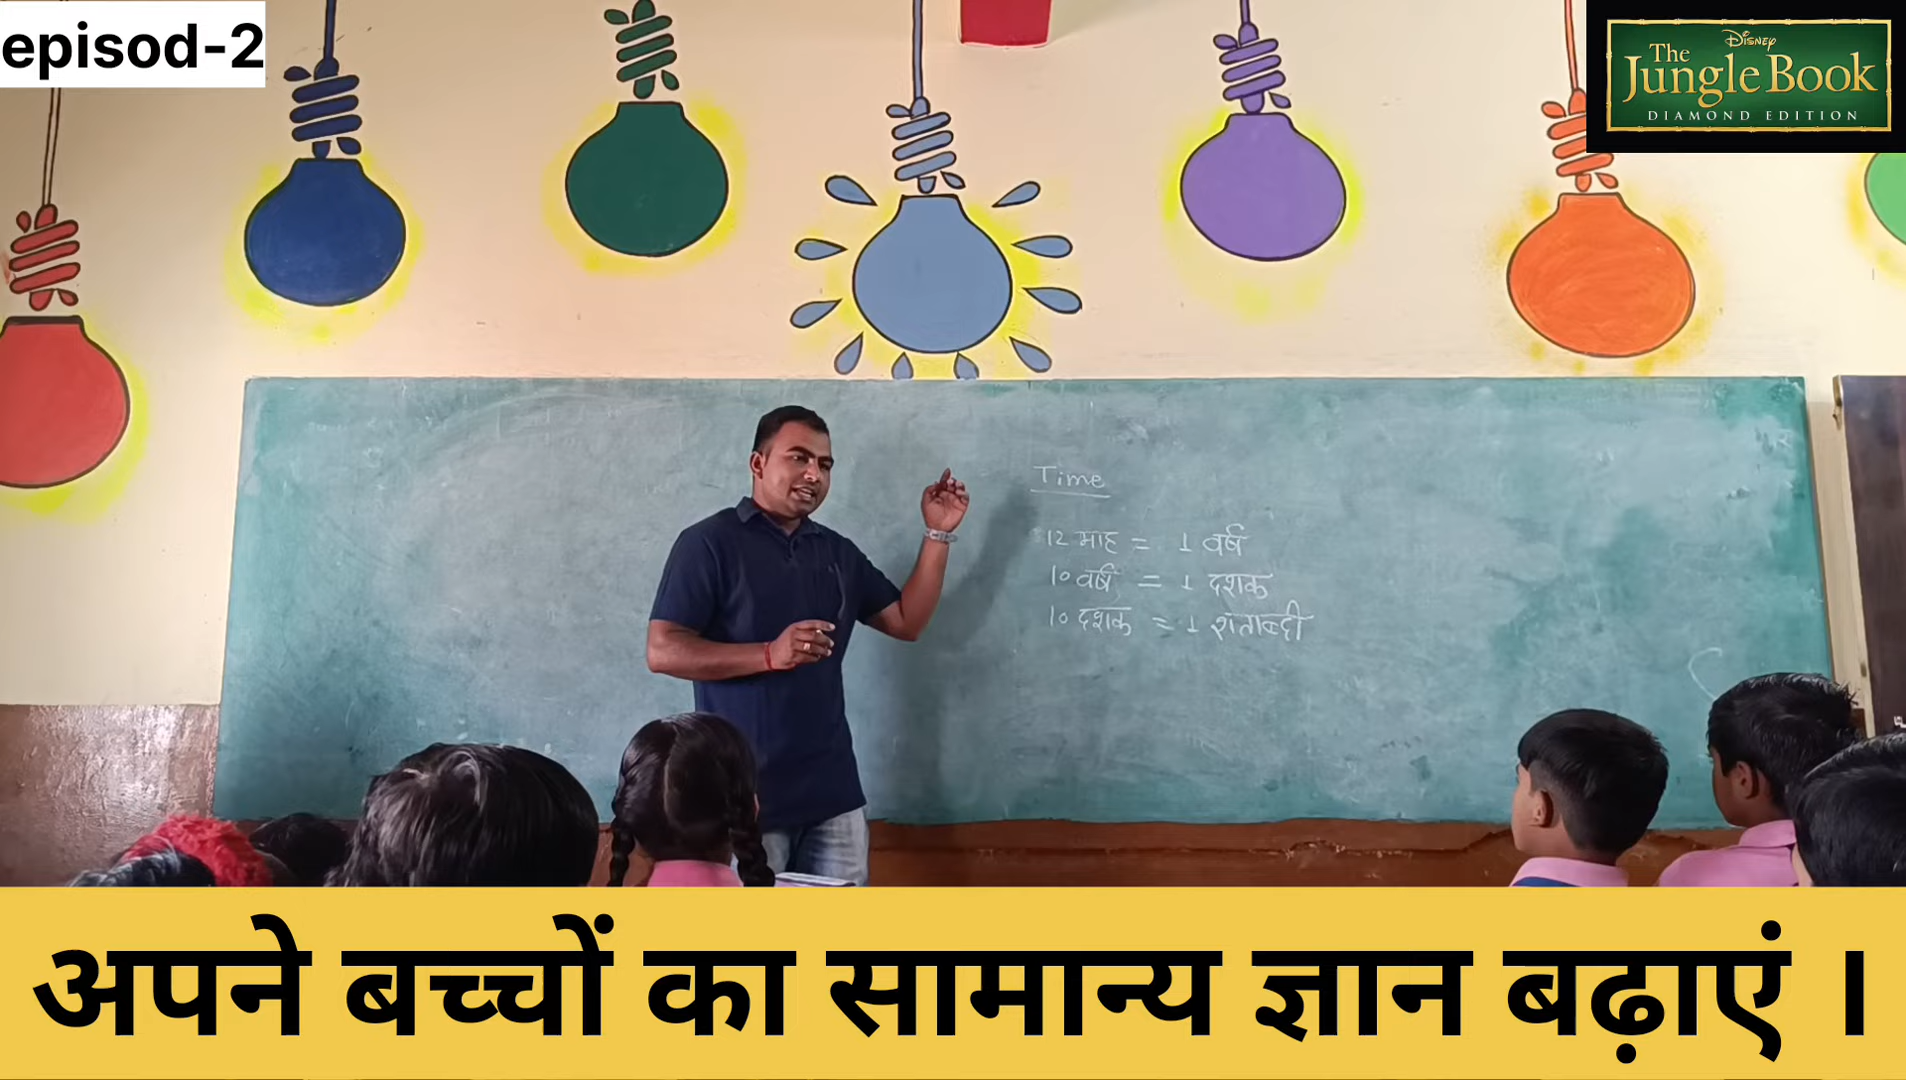 episod-2
Disney
The
Jungle Book
DIAMOND EDITION
Time
12 माह = 1 वर्ष
10 वर्ष = 1 दशक
10 दशक = 1 शताब्दी
अपने बच्चों का सामान्य ज्ञान बढ़ाएं ।